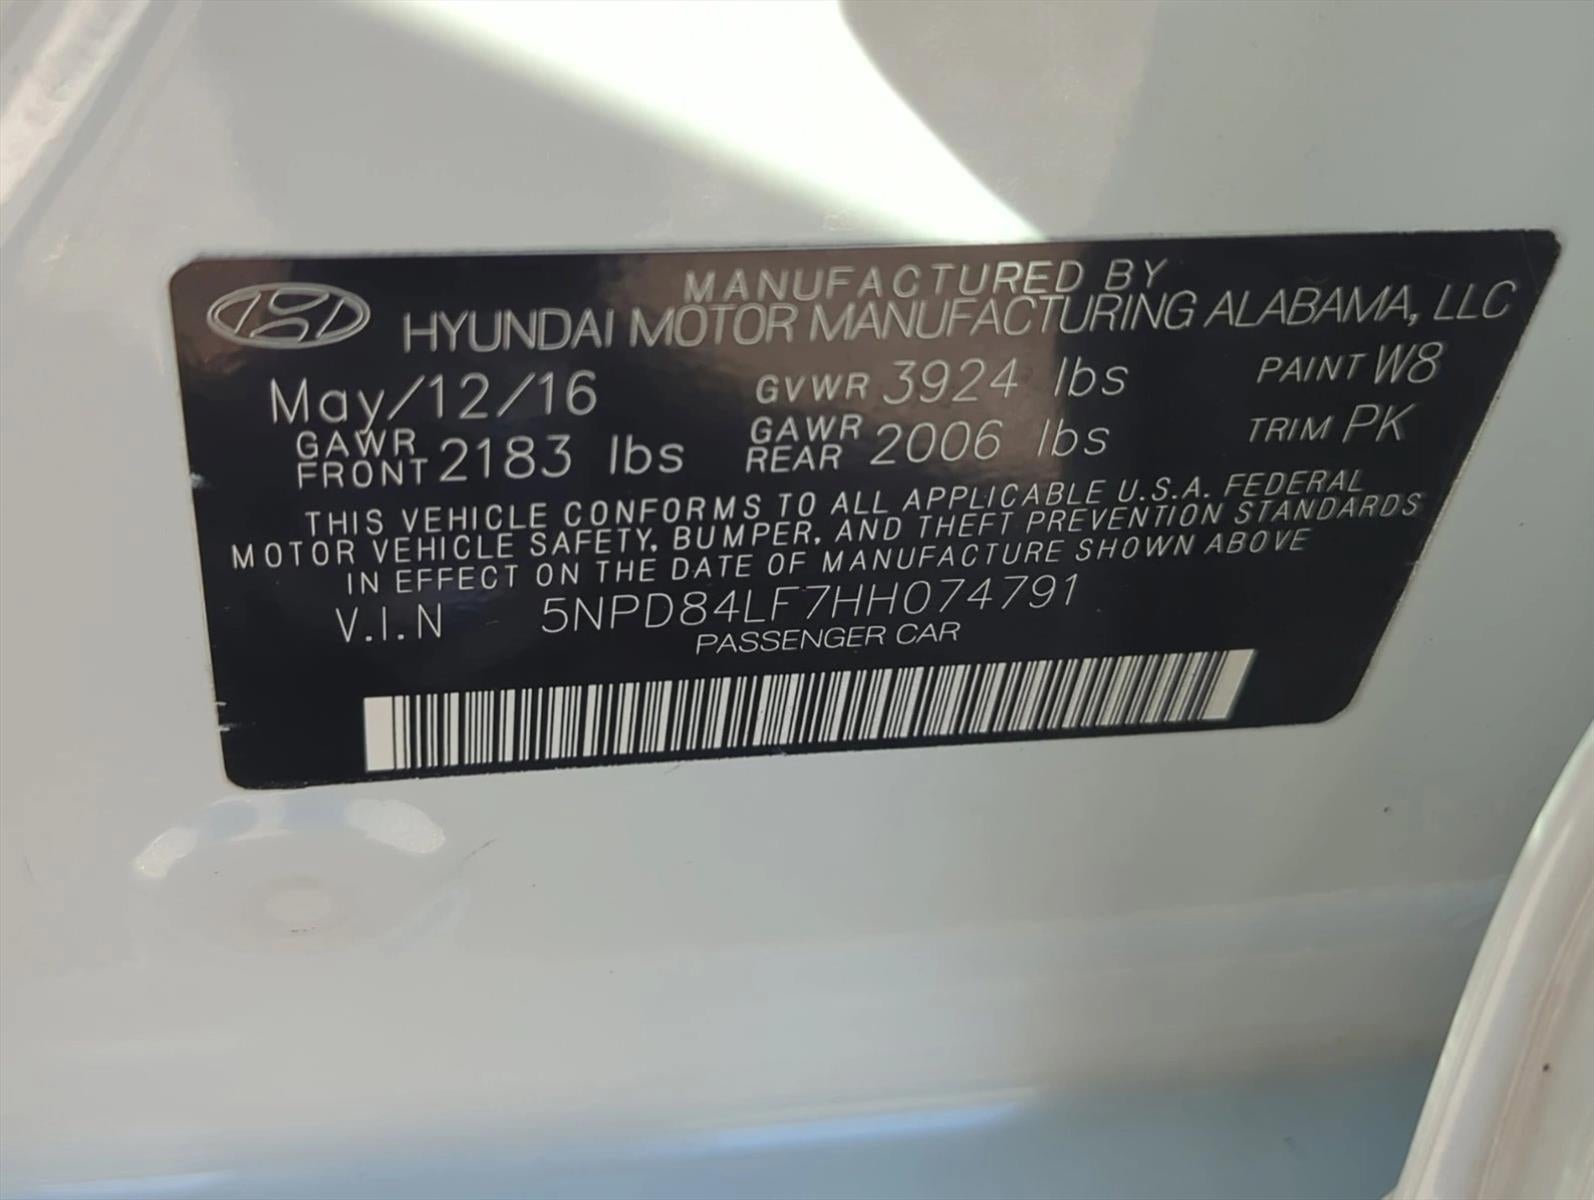 MANUFACTURED BY
HYUNDAI MOTOR MANUFACTURING ALABAMA, LLC
May/12/16 GVWR 3924 lbs PAINT W8
GAWR FRONT 2183 lbs GAWR REAR 2006 lbs TRIM PK
THIS VEHICLE CONFORMS TO ALL APPLICABLE U.S.A. FEDERAL
MOTOR VEHICLE SAFETY, BUMPER, AND THEFT PREVENTION STANDARDS
IN EFFECT ON THE DATE OF MANUFACTURE SHOWN ABOVE
V.I.N 5NPD84LF7HH074791
PASSENGER CAR